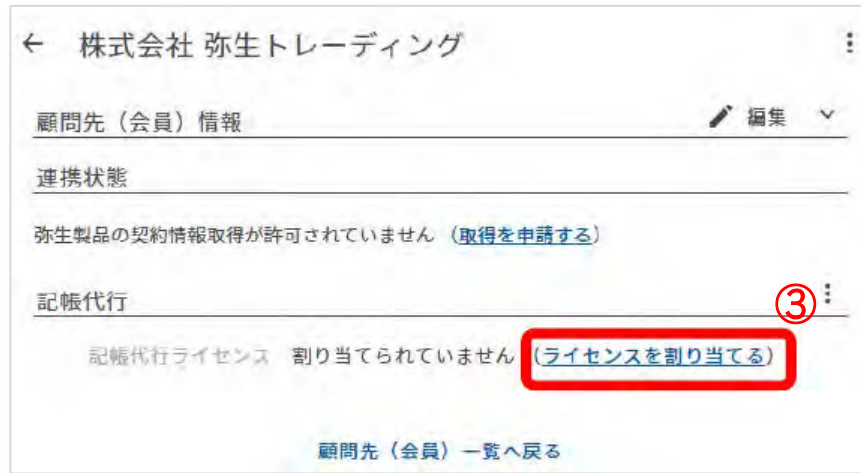 ← 株式会社 弥生トレーディング
顧問先（会員）情報 編集
連携状態
弥生製品の契約情報取得が許可されていません （取得を申請する）
記帳代行
③
記帳代行ライセンス 割り当てられていません （ライセンスを割り当てる）
顧問先（会員）一覧へ戻る